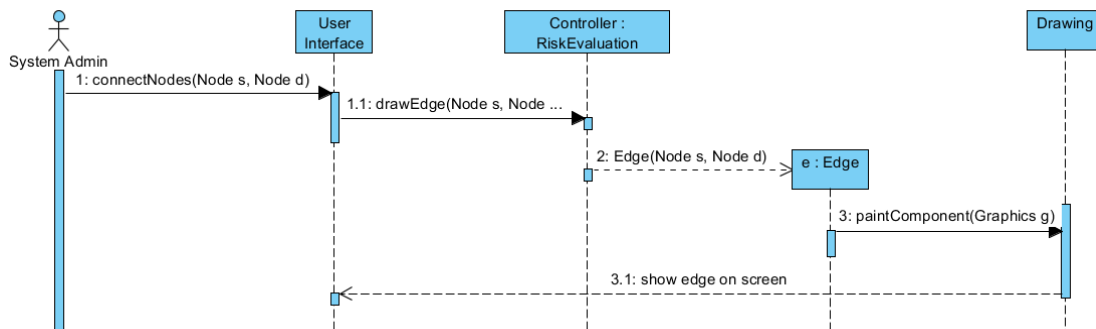 User
Interface
Controller :
RiskEvaluation
Drawing
System Admin
1: connectNodes(Node s, Node d)
1.1: drawEdge(Node s, Node ...
2: Edge(Node s, Node d)
e : Edge
3: paintComponent(Graphics g)
3.1: show edge on screen